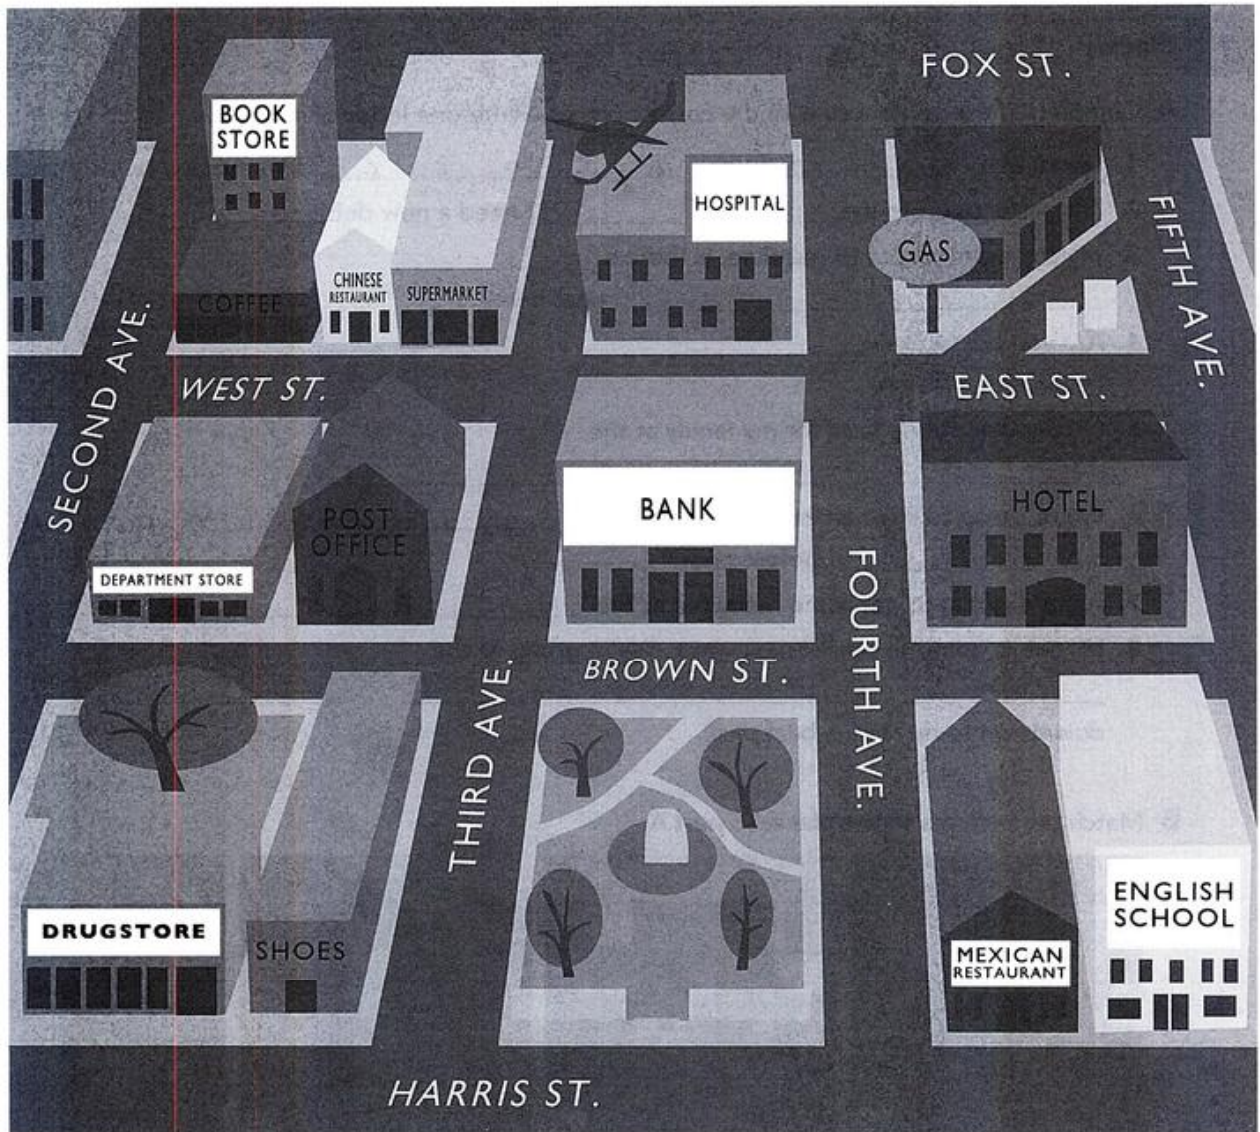 FOX ST.
BOOK
STORE
HOSPITAL
GAS
FIFTH AVE.
CHINESE
RESTAURANT
SUPERMARKET
COFFEE
SECOND AVE.
WEST ST.
EAST ST.
BANK
HOTEL
POST
OFFICE
DEPARTMENT STORE
FOURTH AVE.
BROWN ST.
THIRD AVE.
ENGLISH
SCHOOL
DRUGSTORE
SHOES
MEXICAN
RESTAURANT
HARRIS ST.